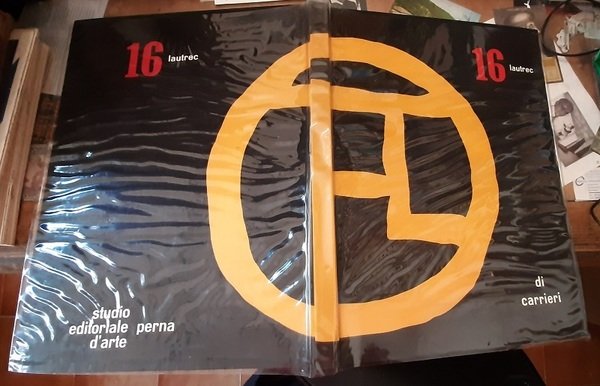 16 lautrec
16 lautrec
studio
editoriale perna
d'arte
di
carrieri